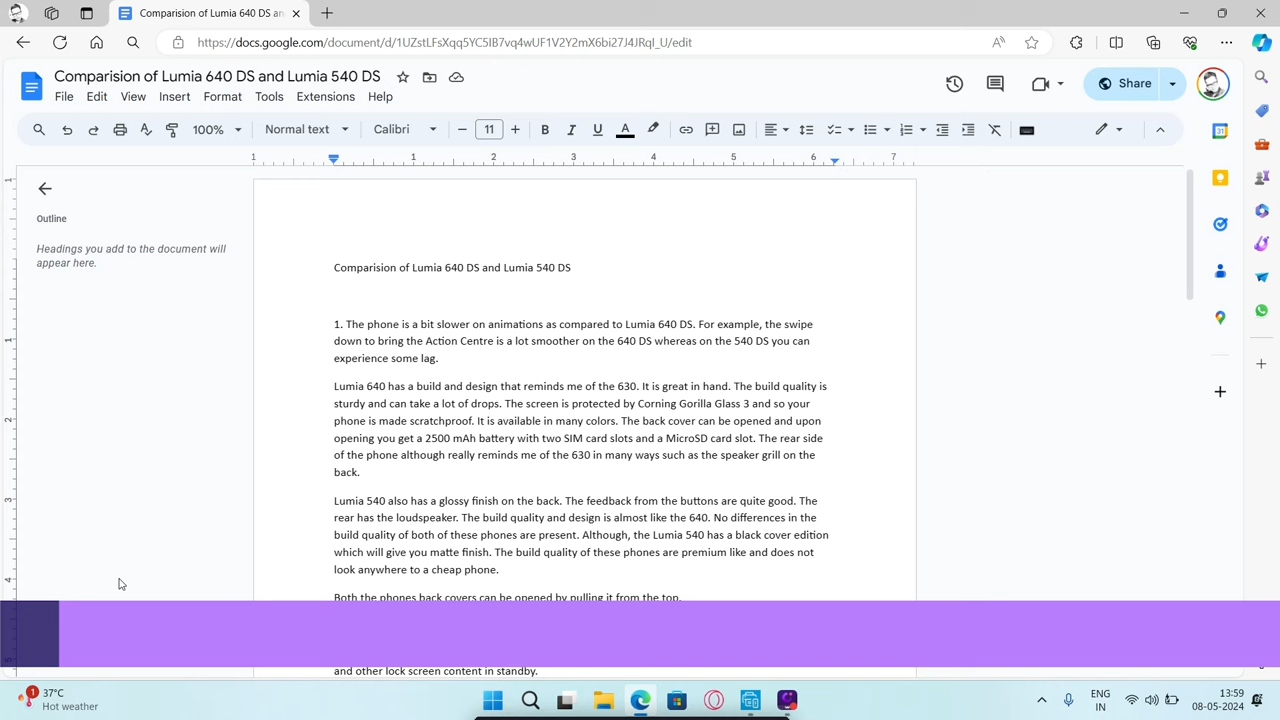 Comparision of Lumia 640 DS an
https://docs.google.com/document/d/1UZstLFsXqq5YC5IB7vq4wUF1V2Y2mX6bi27J4JRqI_U/edit
Comparision of Lumia 640 DS and Lumia 540 DS
File Edit View Insert Format Tools Extensions Help
Share
100% Normal text Calibri 11
1 1 2 3 4 5 6 7
Outline
Headings you add to the document will
appear here.
Comparision of Lumia 640 DS and Lumia 540 DS
1. The phone is a bit slower on animations as compared to Lumia 640 DS. For example, the swipe
down to bring the Action Centre is a lot smoother on the 640 DS whereas on the 540 DS you can
experience some lag.
Lumia 640 has a build and design that reminds me of the 630. It is great in hand. The build quality is
sturdy and can take a lot of drops. The screen is protected by Corning Gorilla Glass 3 and so your
phone is made scratchproof. It is available in many colors. The back cover can be opened and upon
opening you get a 2500 mAh battery with two SIM card slots and a MicroSD card slot. The rear side
of the phone although really reminds me of the 630 in many ways such as the speaker grill on the
back.
Lumia 540 also has a glossy finish on the back. The feedback from the buttons are quite good. The
rear has the loudspeaker. The build quality and design is almost like the 640. No differences in the
build quality of both of these phones are present. Although, the Lumia 540 has a black cover edition
which will give you matte finish. The build quality of these phones are premium like and does not
look anywhere to a cheap phone.
Both the phones back covers can be opened by pulling it from the top.
and other lock screen content in standby.
1
37°C
Hot weather
ENG
IN
13:59
08-05-2024